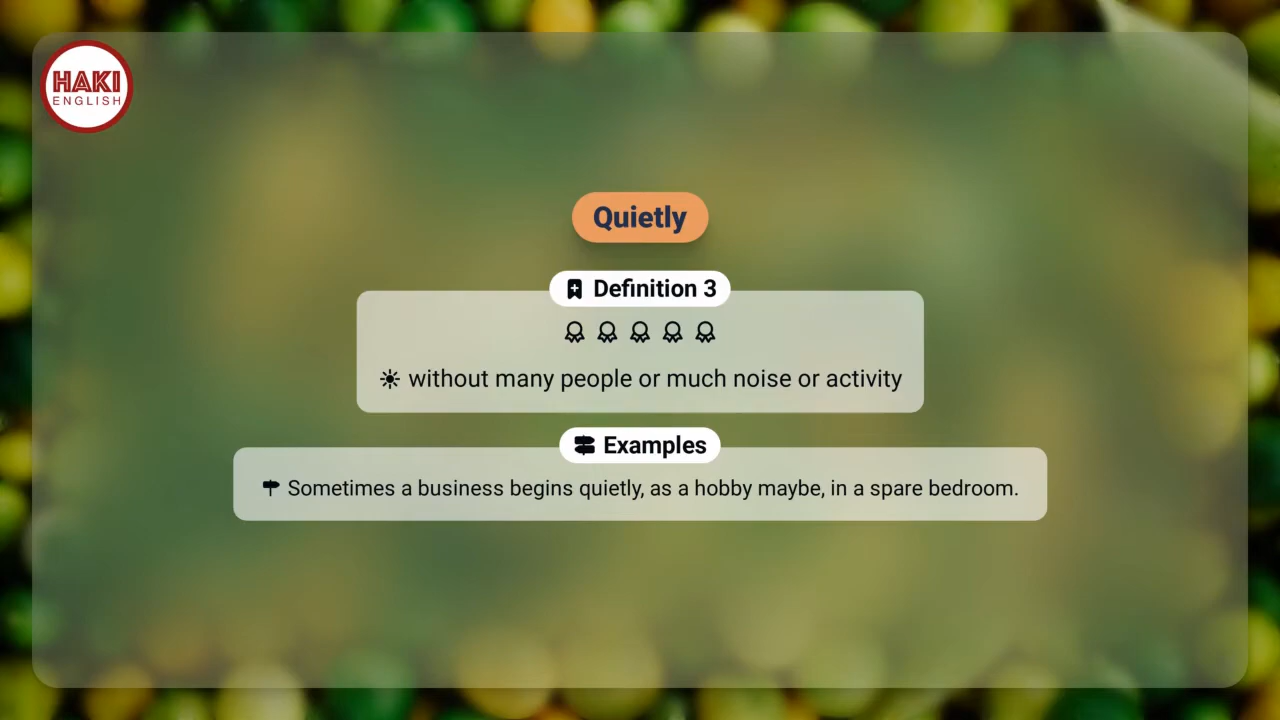 HAKI
ENGLISH
Quietly
Definition 3
without many people or much noise or activity
Examples
Sometimes a business begins quietly, as a hobby maybe, in a spare bedroom.